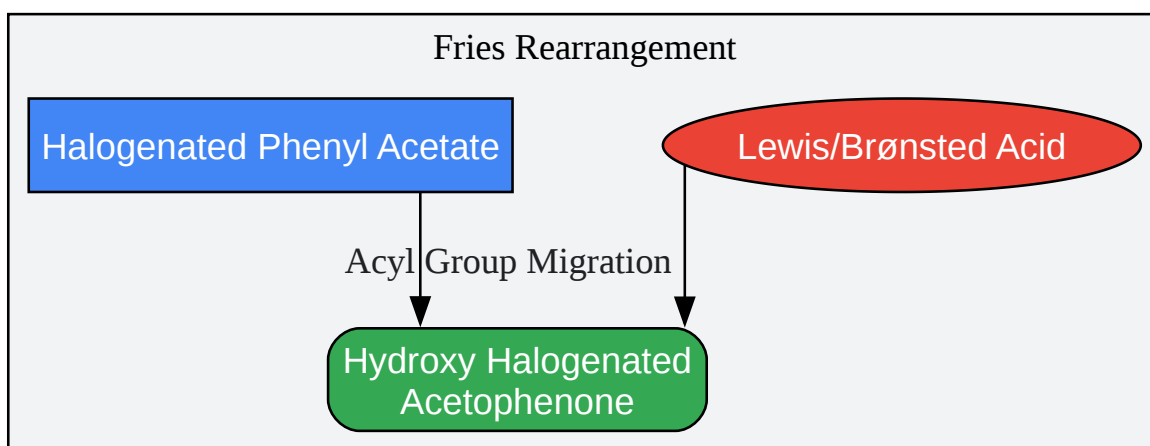 Fries Rearrangement
Halogenated Phenyl Acetate
Lewis/Brønsted Acid
Acyl Group Migration
Hydroxy Halogenated
Acetophenone